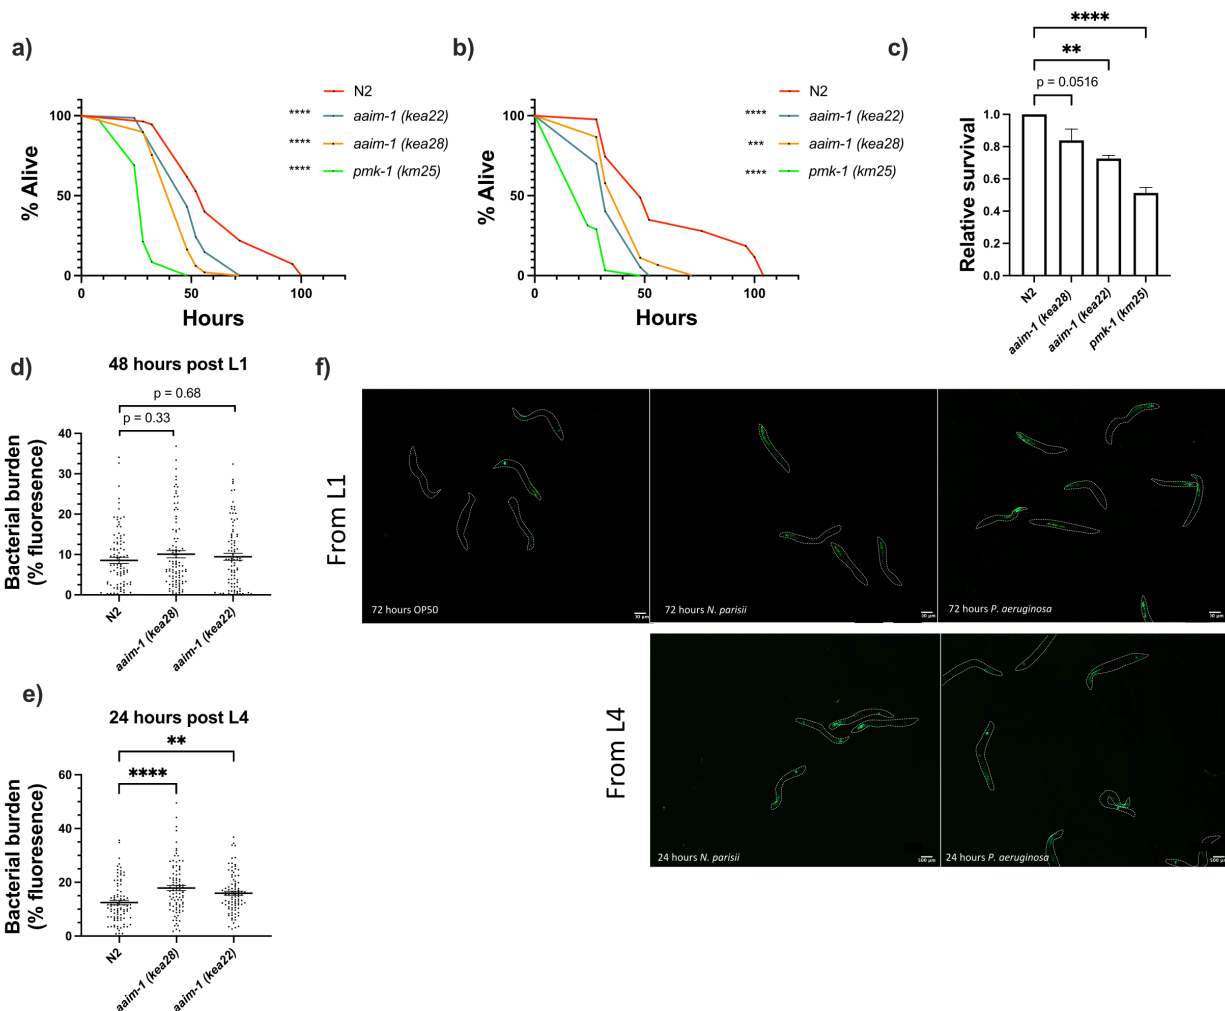 a)
N2
**** aaim-1 (kea22)
**** aaim-1 (kea28)
**** pmk-1 (km25)
% Alive
100
50
0
0 50 100
Hours
b)
N2
**** aaim-1 (kea22)
*** aaim-1 (kea28)
**** pmk-1 (km25)
% Alive
100
50
0
0 50 100
Hours
c)
****
**
p = 0.0516
Relative survival
1.0
0.8
0.6
0.4
0.2
0.0
N2
aaim-1 (kea28)
aaim-1 (kea22)
pmk-1 (km25)
d)
48 hours post L1
p = 0.68
p = 0.33
Bacterial burden
(% fluoresence)
40
30
20
10
0
N2
aaim-1 (kea28)
aaim-1 (kea22)
e)
24 hours post L4
**
****
Bacterial burden
(% fluoresence)
60
40
20
0
N2
aaim-1 (kea28)
aaim-1 (kea22)
f)
From L1
72 hours OP50
72 hours N. parisii
72 hours P. aeruginosa
From L4
24 hours N. parisii
500 µm
24 hours P. aeruginosa
500 µm